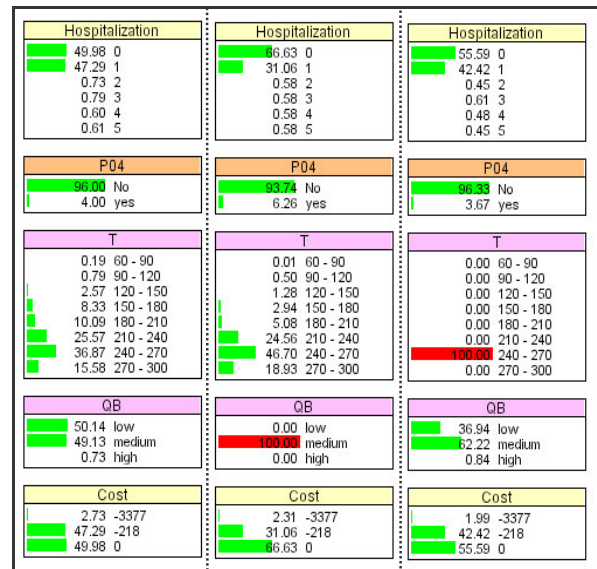 Hospitalization
49.98 0
47.29 1
0.73 2
0.79 3
0.60 4
0.61 5
P04
96.00 No
4.00 yes
T
0.19 60 - 90
0.79 90 - 120
2.57 120 - 150
8.33 150 - 180
10.09 180 - 210
25.57 210 - 240
36.87 240 - 270
15.58 270 - 300
QB
50.14 low
49.13 medium
0.73 high
Cost
2.73 -3377
47.29 -218
49.98 0
Hospitalization
66.63 0
31.06 1
0.58 2
0.58 3
0.58 4
0.58 5
P04
93.74 No
6.26 yes
T
0.01 60 - 90
0.50 90 - 120
1.28 120 - 150
2.94 150 - 180
5.08 180 - 210
24.56 210 - 240
46.70 240 - 270
18.93 270 - 300
QB
0.00 low
100.00 medium
0.00 high
Cost
2.31 -3377
31.06 -218
66.63 0
Hospitalization
55.59 0
42.42 1
0.45 2
0.61 3
0.48 4
0.45 5
P04
96.33 No
3.67 yes
T
0.00 60 - 90
0.00 90 - 120
0.00 120 - 150
0.00 150 - 180
0.00 180 - 210
0.00 210 - 240
100.00 240 - 270
0.00 270 - 300
QB
36.94 low
62.22 medium
0.84 high
Cost
1.99 -3377
42.42 -218
55.59 0